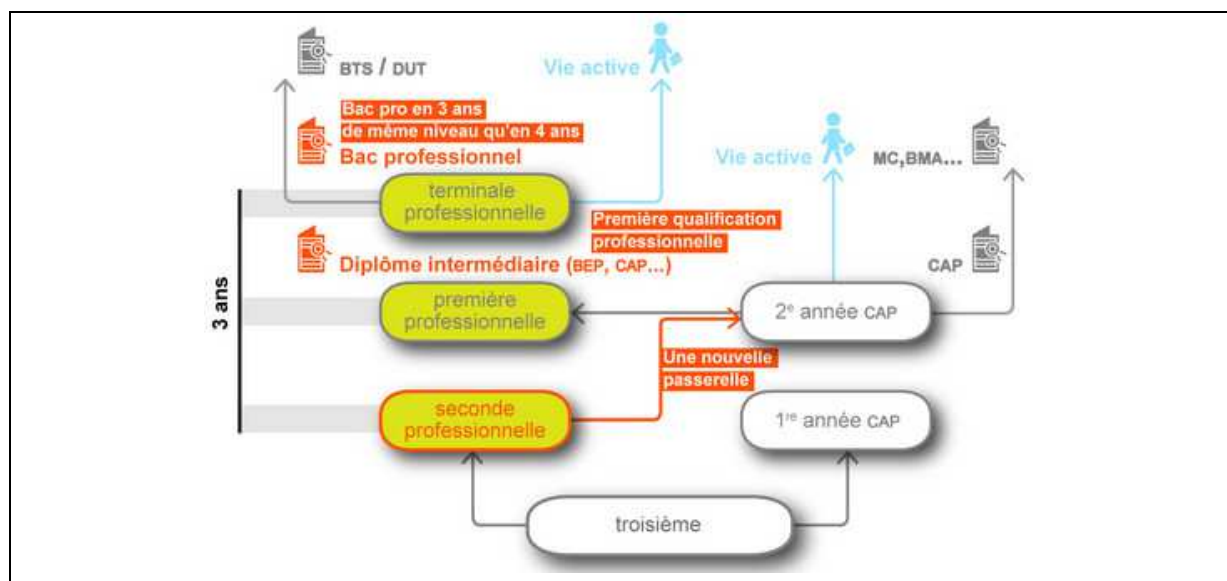 BTS / DUT
Vie active
Bac pro en 3 ans
de même niveau qu'en 4 ans
Bac professionnel
Vie active
MC,BMA...
terminale
professionnelle
Première qualification
professionnelle
Diplôme intermédiaire (BEP, CAP...)
CAP
3 ans
première
professionnelle
2e année CAP
Une nouvelle
passerelle
seconde
professionnelle
1re année CAP
troisième